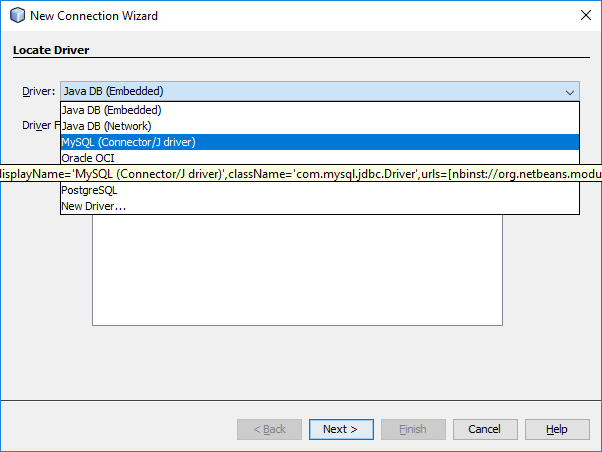 New Connection Wizard
Locate Driver
Driver: Java DB (Embedded)
Java DB (Embedded)
Driver F
Java DB (Network)
MySQL (Connector/J driver)
Oracle OCI
displayName='MySQL (Connector/J driver)',className='com.mysql.jdbc.Driver',urls=[nbinst://org.netbeans.modu
PostgreSQL
New Driver...
< Back
Next >
Finish
Cancel
Help